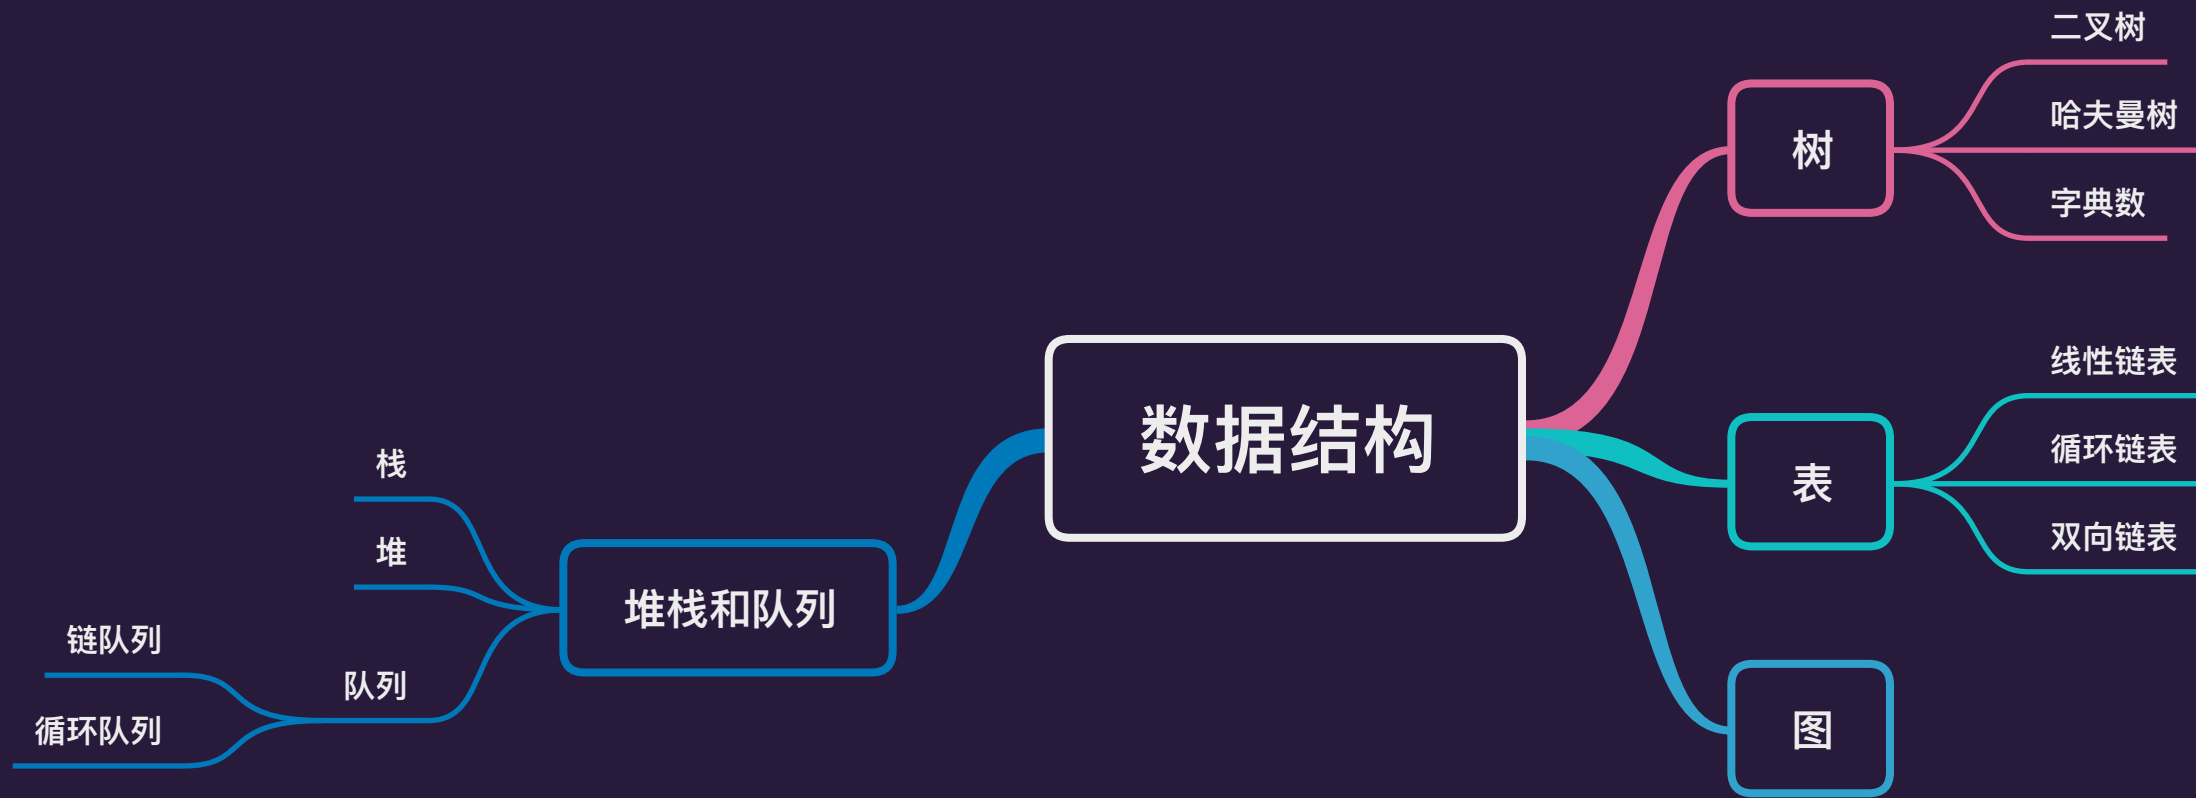 数据结构
树
二叉树
哈夫曼树
字典数
表
线性链表
循环链表
双向链表
图
堆栈和队列
栈
堆
队列
链队列
循环队列